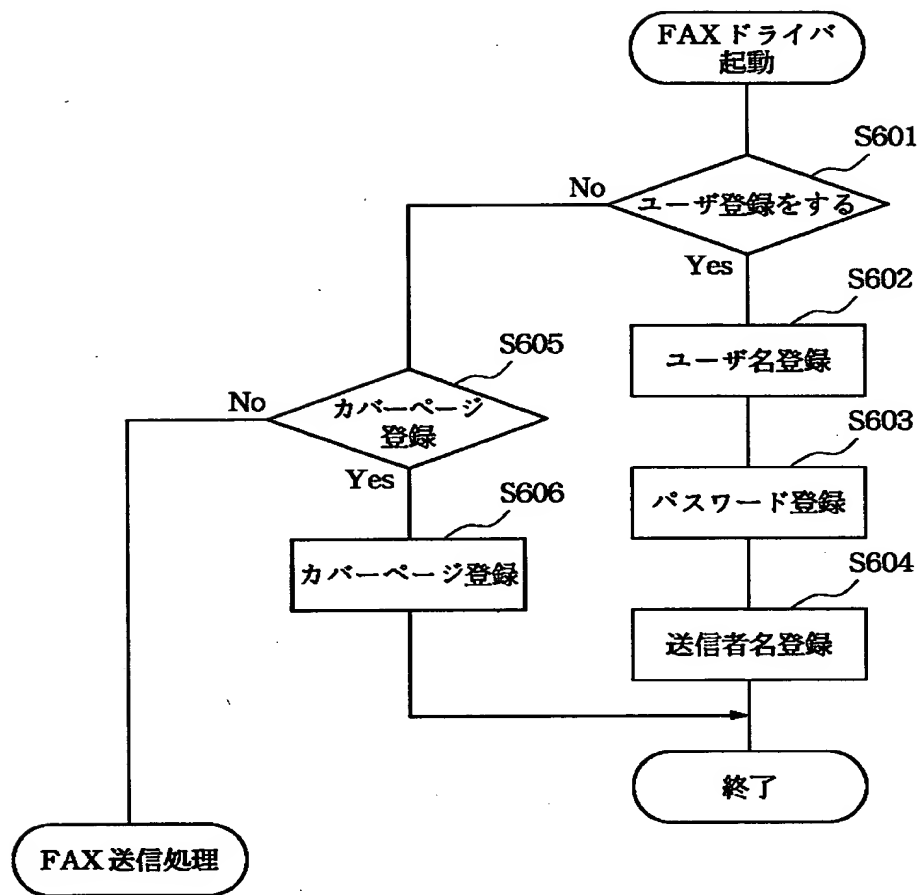 FAXドライバ
起動
S601
No
ユーザ登録をする
Yes
S602
ユーザ名登録
S605
No
カバーページ
登録
S603
Yes
パスワード登録
S606
カバーページ登録
S604
送信者名登録
終了
FAX送信処理